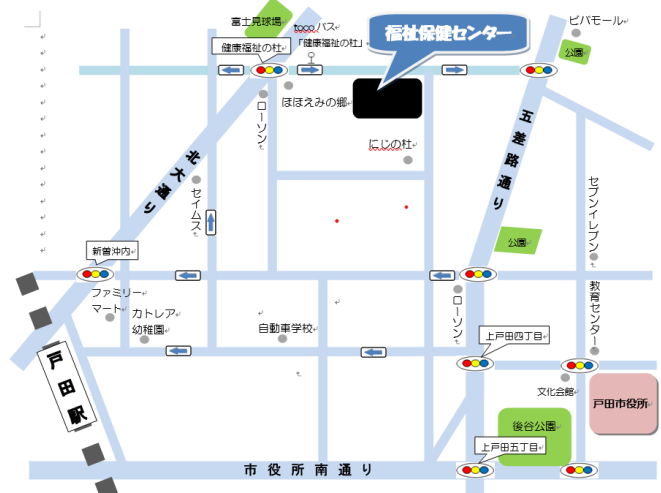 富士見球場
tocoバス
「健康福祉の杜」
福祉保健センター
ビバモール
公園
健康福祉の杜
ほほえみの郷
ローソン
にじの杜
五差路通り
北大通り
セイムス
セブンイレブン
公園
新曽沖内
ファミリー
マート
カトレア
幼稚園
自動車学校
ローソン
教育センター
上戸田四丁目
戸田駅
文化会館
戸田市役所
後谷公園
上戸田五丁目
市役所南通り